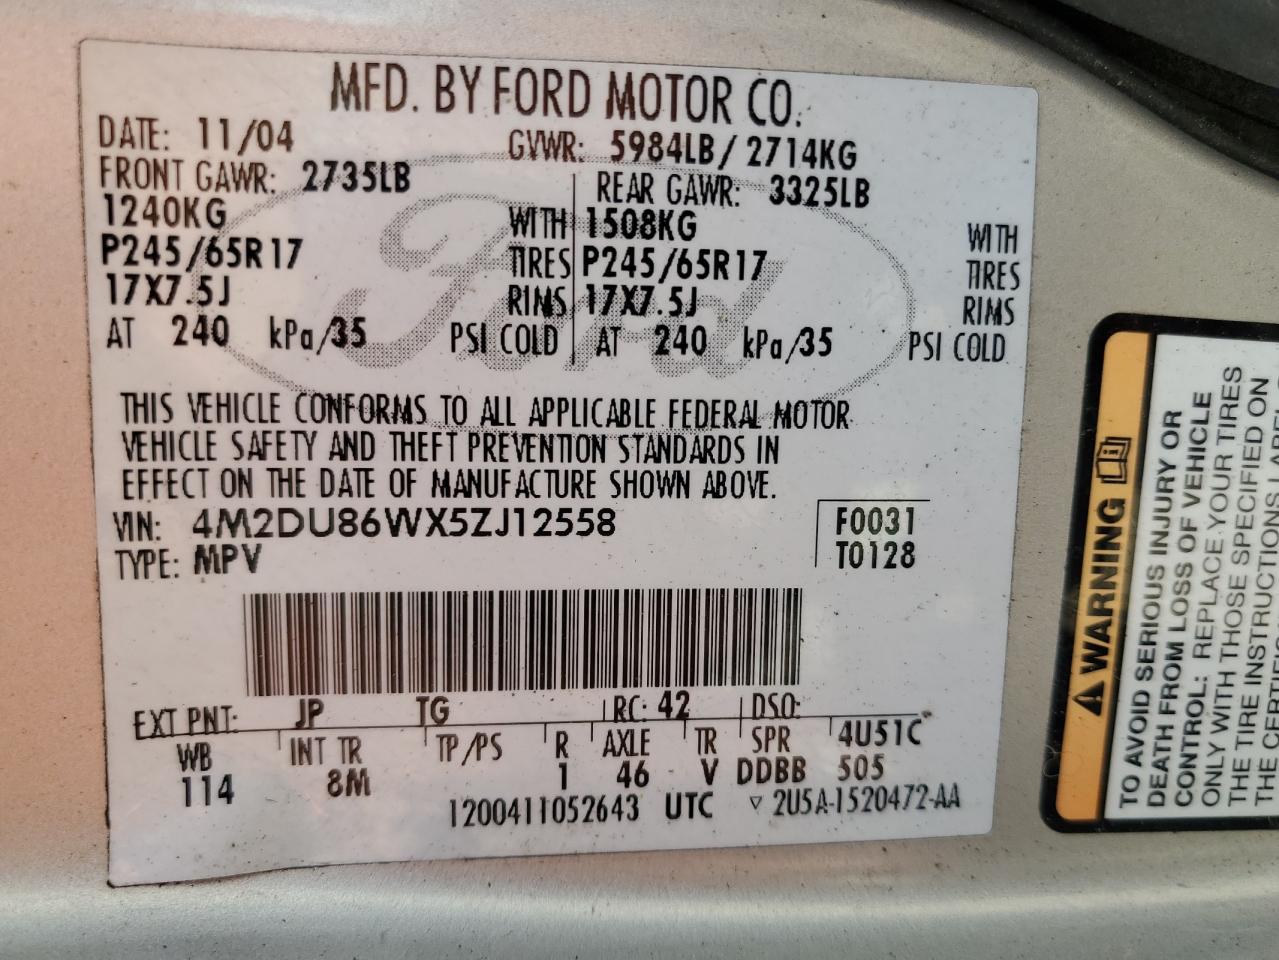 MFD. BY FORD MOTOR CO.
DATE: 11/04 GVWR: 5984LB/2714KG
FRONT GAWR: 2735LB REAR GAWR: 3325LB
1240KG WITH 1508KG WITH
P245/65R17 TIRES P245/65R17 TIRES
17X7.5J RIMS 17X7.5J RIMS
AT 240 kPa/35 PSI COLD AT 240 kPa/35 PSI COLD
Ford
THIS VEHICLE CONFORMS TO ALL APPLICABLE FEDERAL MOTOR
VEHICLE SAFETY AND THEFT PREVENTION STANDARDS IN
EFFECT ON THE DATE OF MANUFACTURE SHOWN ABOVE.
VIN: 4M2DU86WX5ZJ12558 F0031
TYPE: MPV T0128
EXT PNT: JP TG RC: 42 DSO:
WB INT TR TP/PS R AXLE TR SPR 4U51C
114 8M 1 46 V DDBB 505
1200411052643 UTC ▽ 2U5A-1520472-AA
WARNING
TO AVOID SERIOUS INJURY OR
DEATH FROM LOSS OF VEHICLE
CONTROL: REPLACE YOUR TIRES
ONLY WITH THOSE SPECIFIED ON
THE TIRE INSTRUCTIONS LABEL